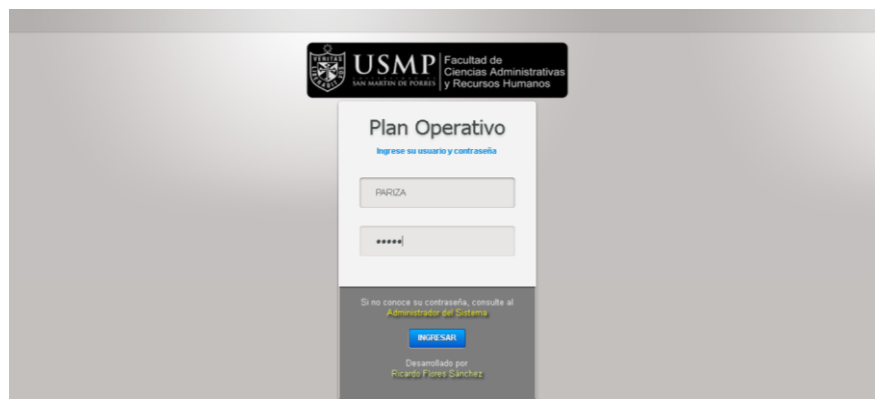 USMP
SAN MARTIN DE PORRES
Facultad de
Ciencias Administrativas
y Recursos Humanos
Plan Operativo
Ingrese su usuario y contraseña
PARIZA
Si no conoce su contraseña, consulte al
Administrador del Sistema
INGRESAR
Desarrollado por
Ricardo Flores Sánchez